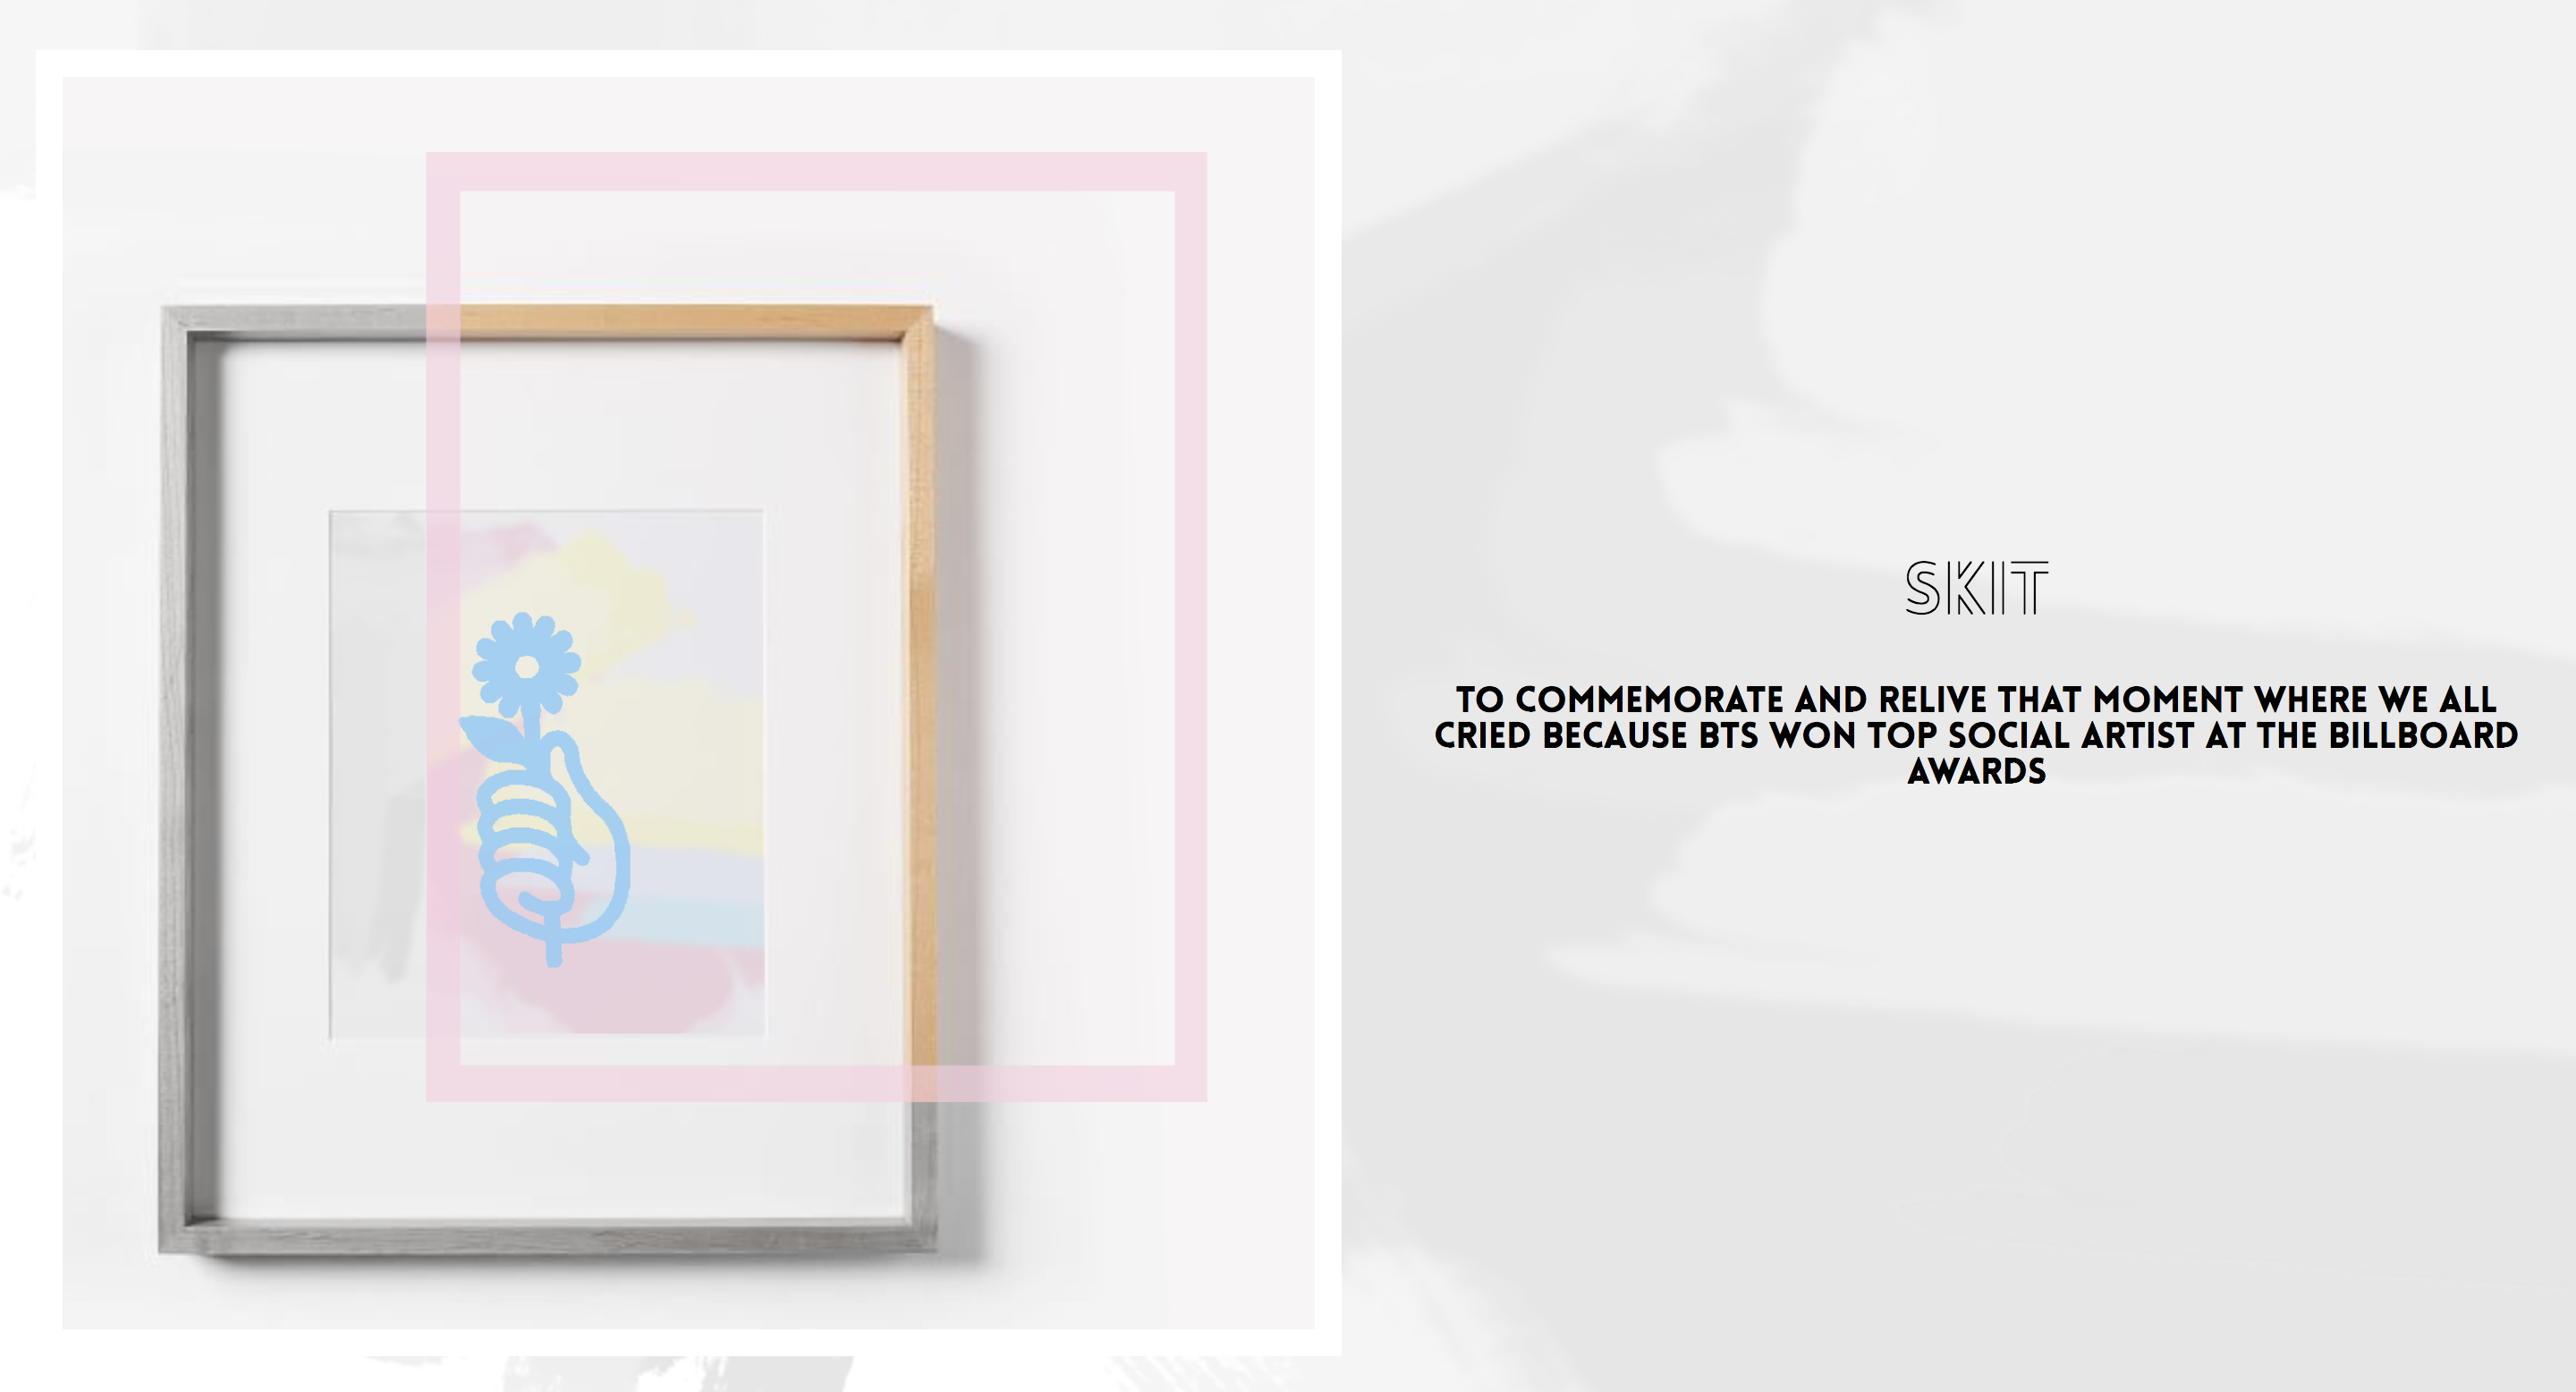 SKIT
TO COMMEMORATE AND RELIVE THAT MOMENT WHERE WE ALL
CRIED BECAUSE BTS WON TOP SOCIAL ARTIST AT THE BILLBOARD
AWARDS